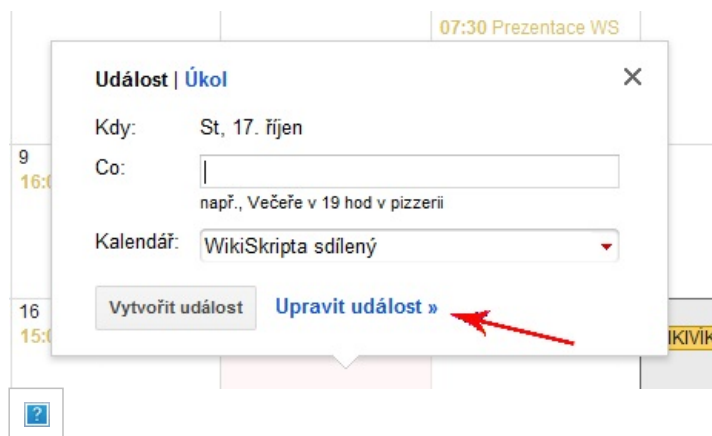 07:30 Prezentace WS
Událost | Úkol
Kdy: St, 17. říjen
9
Co:
např., Večeře v 19 hod v pizzerii
Kalendář: WikiSkripta sdílený
16
Vytvořit událost Upravit událost »
?